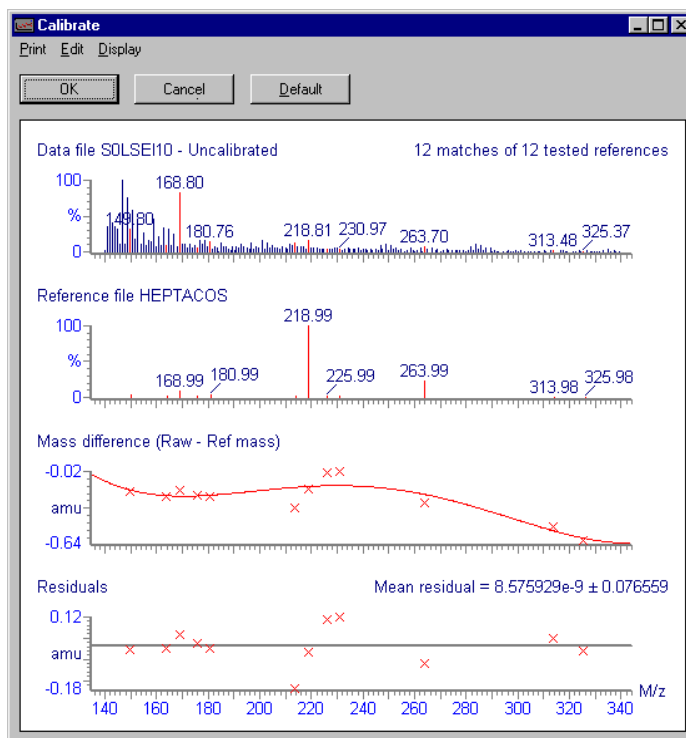 Calibrate
Print Edit Display
OK Cancel Default
Data file S0LSEI10 - Uncalibrated 12 matches of 12 tested references
100
%
0
149.80 168.80 180.76 218.81 230.97 263.70 313.48 325.37
Reference file HEPTACOS
100
%
0
168.99 180.99 218.99 225.99 263.99 313.98 325.98
Mass difference (Raw - Ref mass)
-0.02
amu
-0.64
Residuals Mean residual = 8.575929e-9 ± 0.076559
0.12
amu
-0.18
M/z
140 160 180 200 220 240 260 280 300 320 340